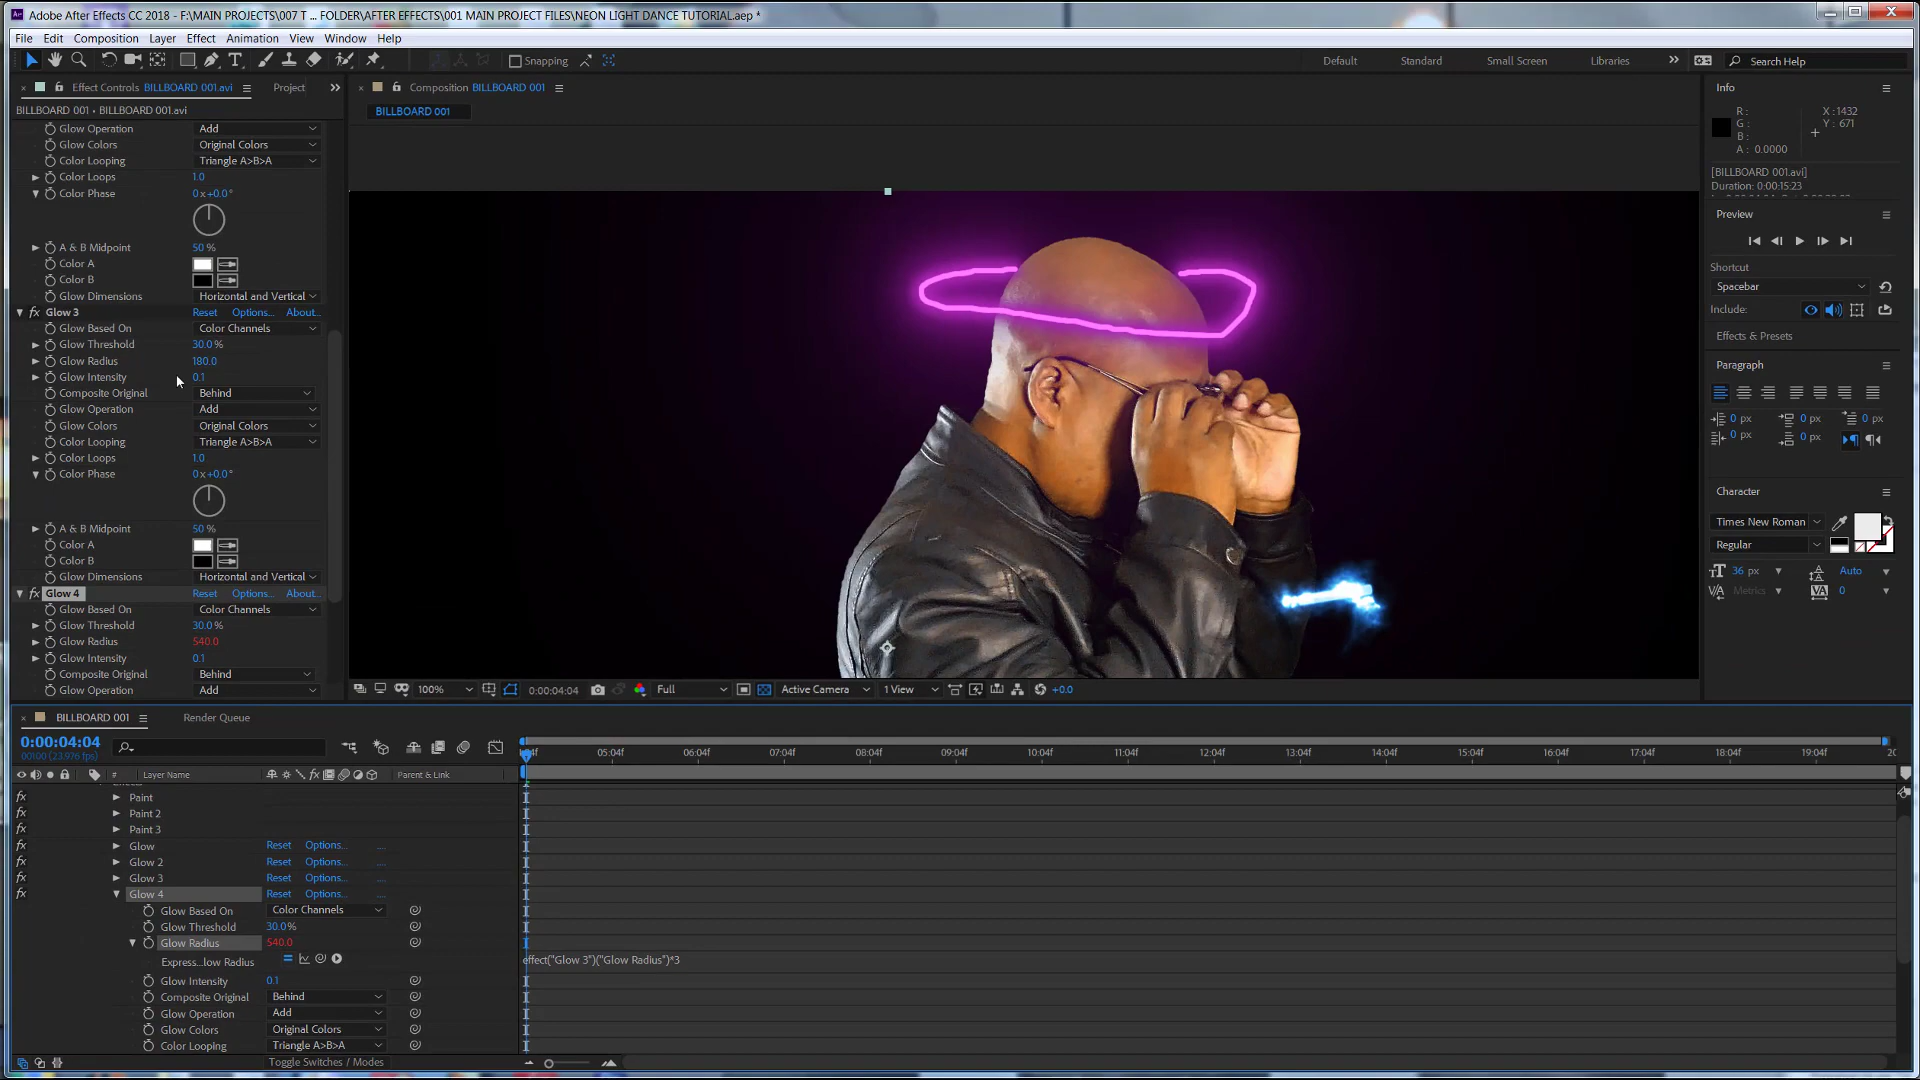 Adobe After Effects CC 2018 - F:\MAIN PROJECTS\007 T ... FOLDER\AFTER EFFECTS\001 MAIN PROJECT FILES\NEON LIGHT DANCE TUTORIAL.aep *
File Edit Composition Layer Effect Animation View Window Help
Snapping Default Standard Small Screen Libraries Search Help
Effect Controls BILLBOARD 001.avi Project
BILLBOARD 001 • BILLBOARD 001.avi
Glow Operation Add
Glow Colors Original Colors
Color Looping Triangle A>B>A
Color Loops 1.0
Color Phase 0 x +0.0°
A & B Midpoint 50 %
Color A
Color B
Glow Dimensions Horizontal and Vertical
Glow 3 Reset Options... About...
Glow Based On Color Channels
Glow Threshold 30.0 %
Glow Radius 180.0
Glow Intensity 0.1
Composite Original Behind
Glow Operation Add
Glow Colors Original Colors
Color Looping Triangle A>B>A
Color Loops 1.0
Color Phase 0 x +0.0°
A & B Midpoint 50 %
Color A
Color B
Glow Dimensions Horizontal and Vertical
Glow 4 Reset Options... About...
Glow Based On Color Channels
Glow Threshold 30.0 %
Glow Radius 540.0
Glow Intensity 0.1
Composite Original Behind
Glow Operation Add
Composition BILLBOARD 001
BILLBOARD 001
100% 0:00:04:04 Full Active Camera 1 View +0.0
Info
R : X : 1432
G : Y : 671
B :
A : 0.0000
[BILLBOARD 001.avi]
Duration: 0:00:15:23
Preview
Shortcut
Spacebar
Include:
Effects & Presets
Paragraph
0 px 0 px 0 px
0 px 0 px
Character
Times New Roman
Regular
36 px Auto
Metrics 0
BILLBOARD 001 Render Queue
0:00:04:04
00100 (23.976 fps)
05:04f 06:04f 07:04f 08:04f 09:04f 10:04f 11:04f 12:04f 13:04f 14:04f 15:04f 16:04f 17:04f 18:04f 19:04f 20
# Layer Name Parent & Link
Paint
Paint 2
Paint 3
Glow Reset Options... ...
Glow 2 Reset Options... ...
Glow 3 Reset Options... ...
Glow 4 Reset Options... ...
Glow Based On Color Channels
Glow Threshold 30.0%
Glow Radius 540.0
Express...low Radius effect("Glow 3")("Glow Radius")*3
Glow Intensity 0.1
Composite Original Behind
Glow Operation Add
Glow Colors Original Colors
Color Looping Triangle A>B>A
Toggle Switches / Modes